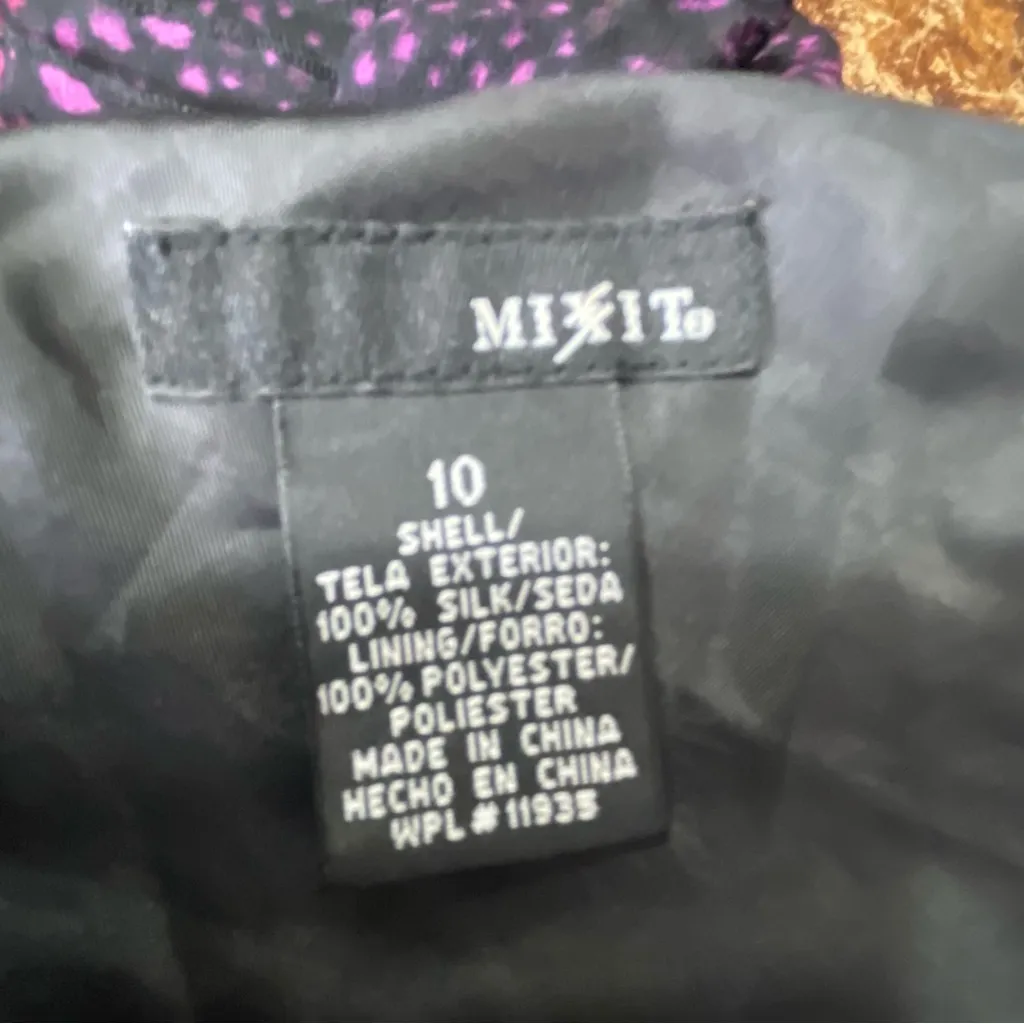 MIXIT®
10
SHELL/
TELA EXTERIOR:
100% SILK/SEDA
LINING/FORRO:
100% POLYESTER/
POLIESTER
MADE IN CHINA
HECHO EN CHINA
WPL # 11935